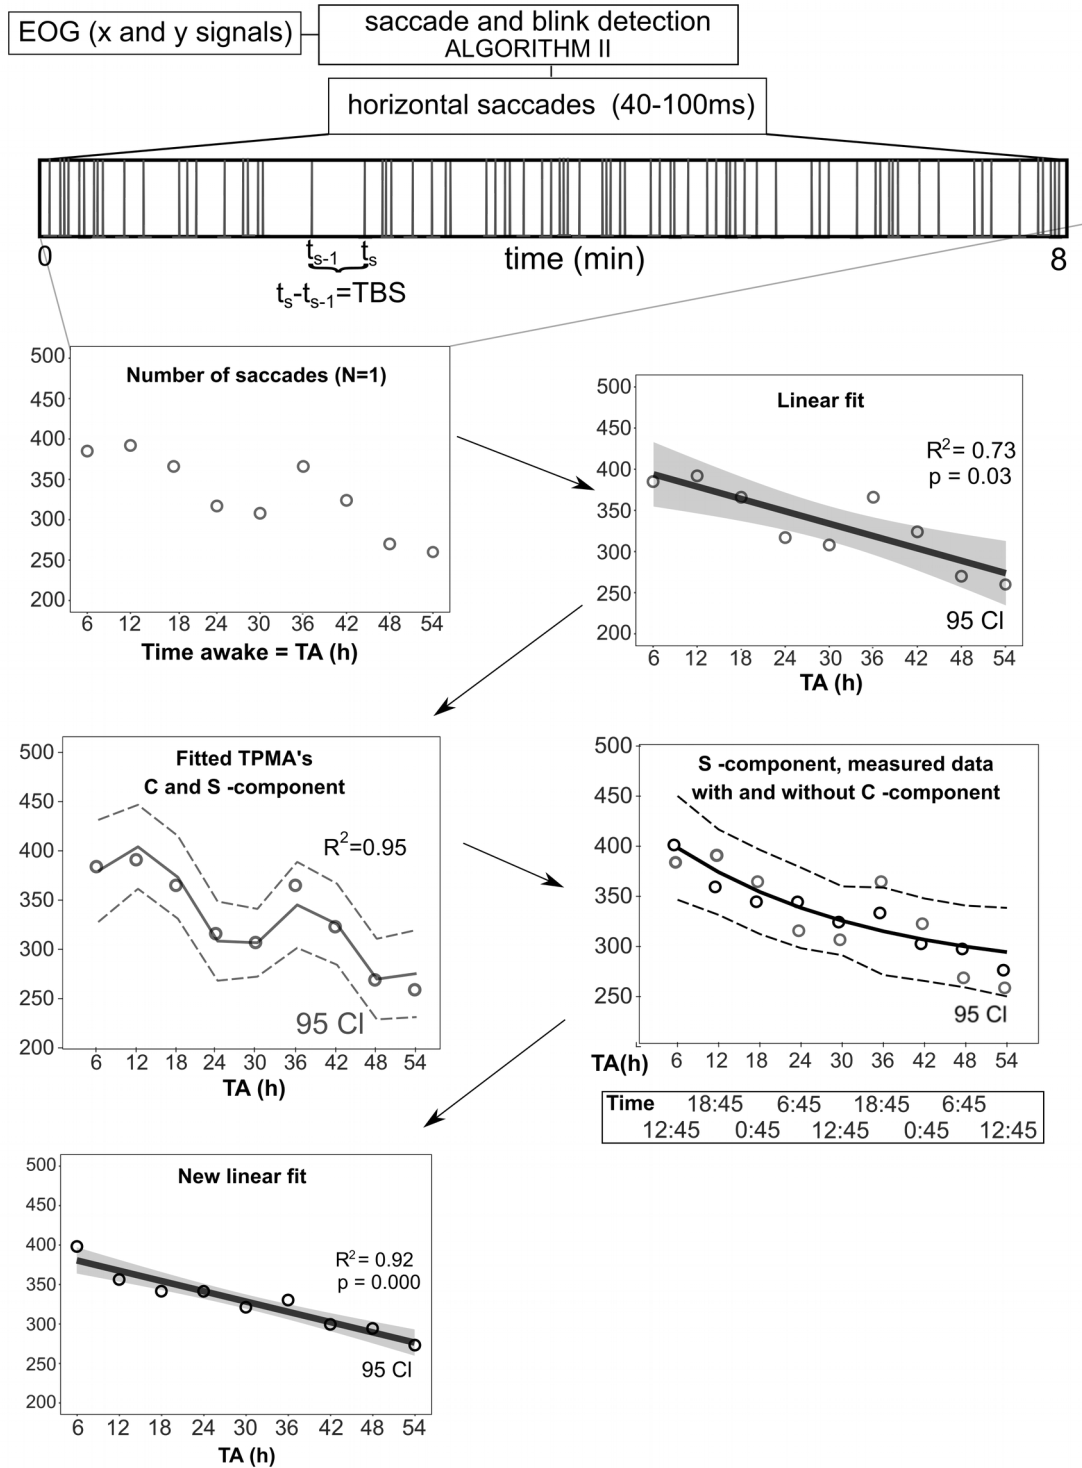 EOG (x and y signals)
saccade and blink detection
ALGORITHM II
horizontal saccades (40-100ms)
0 ts-1 ts time (min) 8
ts-ts-1=TBS
Number of saccades (N=1)
500
450
400
350
300
250
200
6 12 18 24 30 36 42 48 54
Time awake = TA (h)
Linear fit
R2= 0.73
p = 0.03
95 CI
500
450
400
350
300
250
200
6 12 18 24 30 36 42 48 54
TA (h)
Fitted TPMA's
C and S -component
R2=0.95
95 CI
500
450
400
350
300
250
200
6 12 18 24 30 36 42 48 54
TA (h)
S -component, measured data
with and without C -component
95 CI
500
450
400
350
300
250
TA(h) 6 12 18 24 30 36 42 48 54
Time 18:45 6:45 18:45 6:45
12:45 0:45 12:45 0:45 12:45
New linear fit
R2= 0.92
p = 0.000
95 CI
500
450
400
350
300
250
200
6 12 18 24 30 36 42 48 54
TA (h)